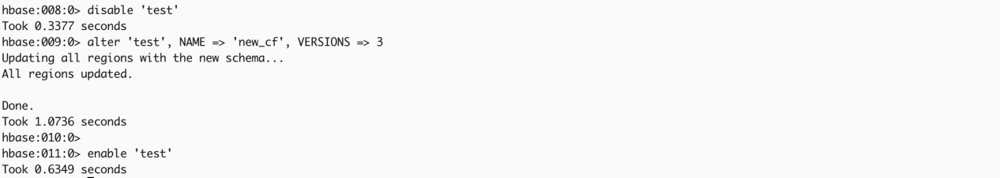 hbase:008:0> disable 'test'
Took 0.3377 seconds
hbase:009:0> alter 'test', NAME => 'new_cf', VERSIONS => 3
Updating all regions with the new schema...
All regions updated.
Done.
Took 1.0736 seconds
hbase:010:0>
hbase:011:0> enable 'test'
Took 0.6349 seconds